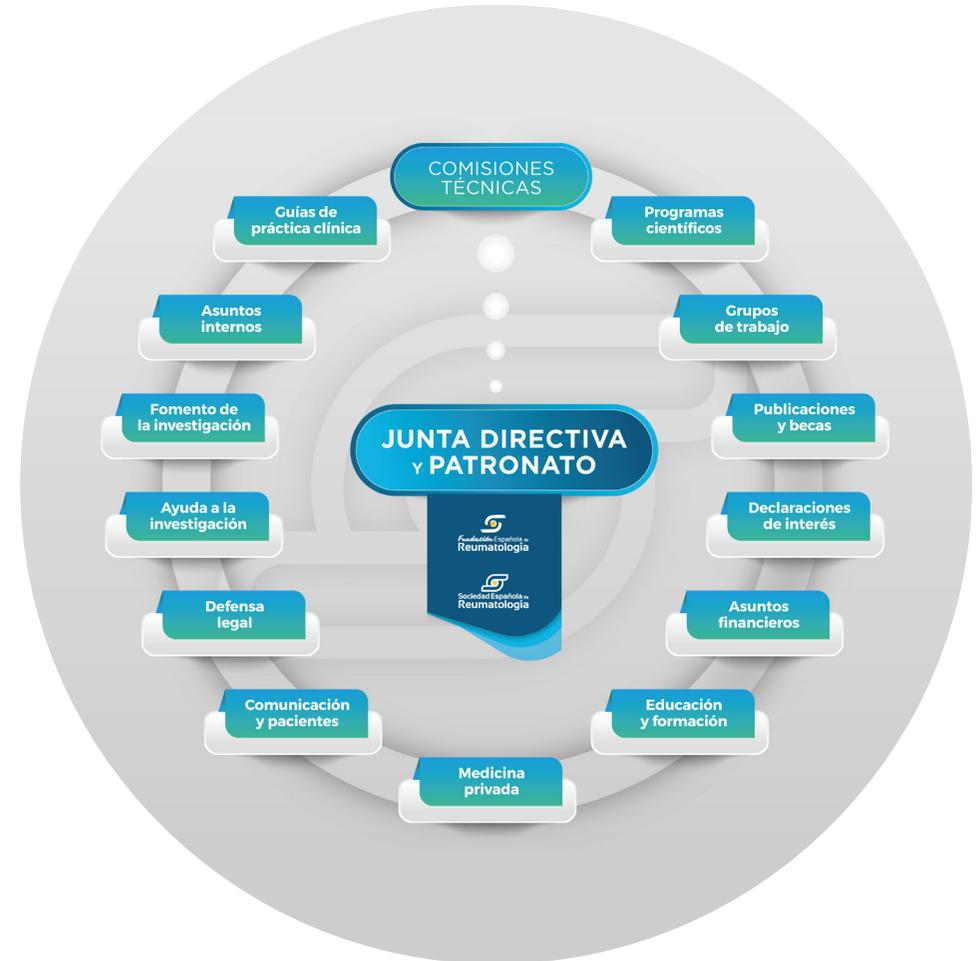 COMISIONES
TÉCNICAS
Guías de
práctica clínica
Programas
científicos
Asuntos
internos
Grupos
de trabajo
Fomento de
la investigación
Publicaciones
y becas
JUNTA DIRECTIVA
Y PATRONATO
Ayuda a la
investigación
Declaraciones
de interés
Fundación Española de
Reumatología
Sociedad Española de
Reumatología
Defensa
legal
Asuntos
financieros
Comunicación
y pacientes
Educación
y formación
Medicina
privada